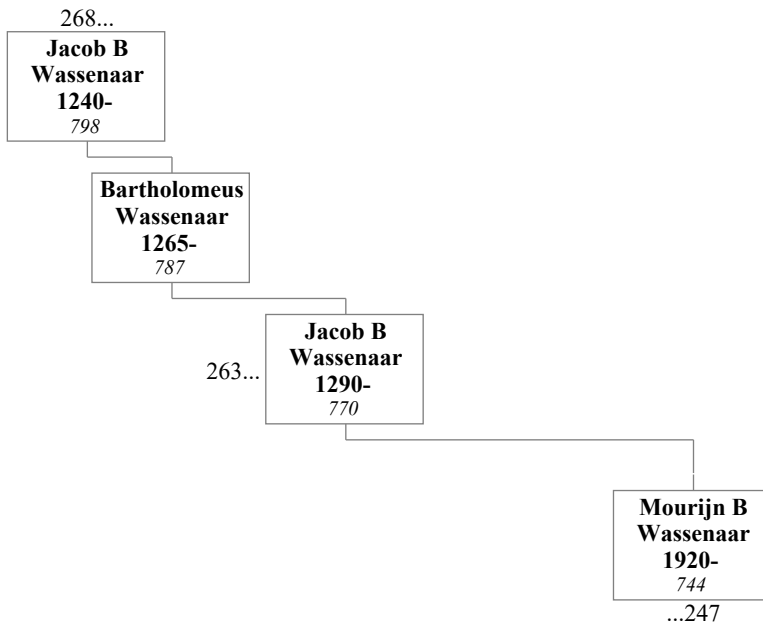 268...
Jacob B
Wassenaar
1240-
798
Bartholomeus
Wassenaar
1265-
787
263...
Jacob B
Wassenaar
1290-
770
Mourijn B
Wassenaar
1920-
744
...247